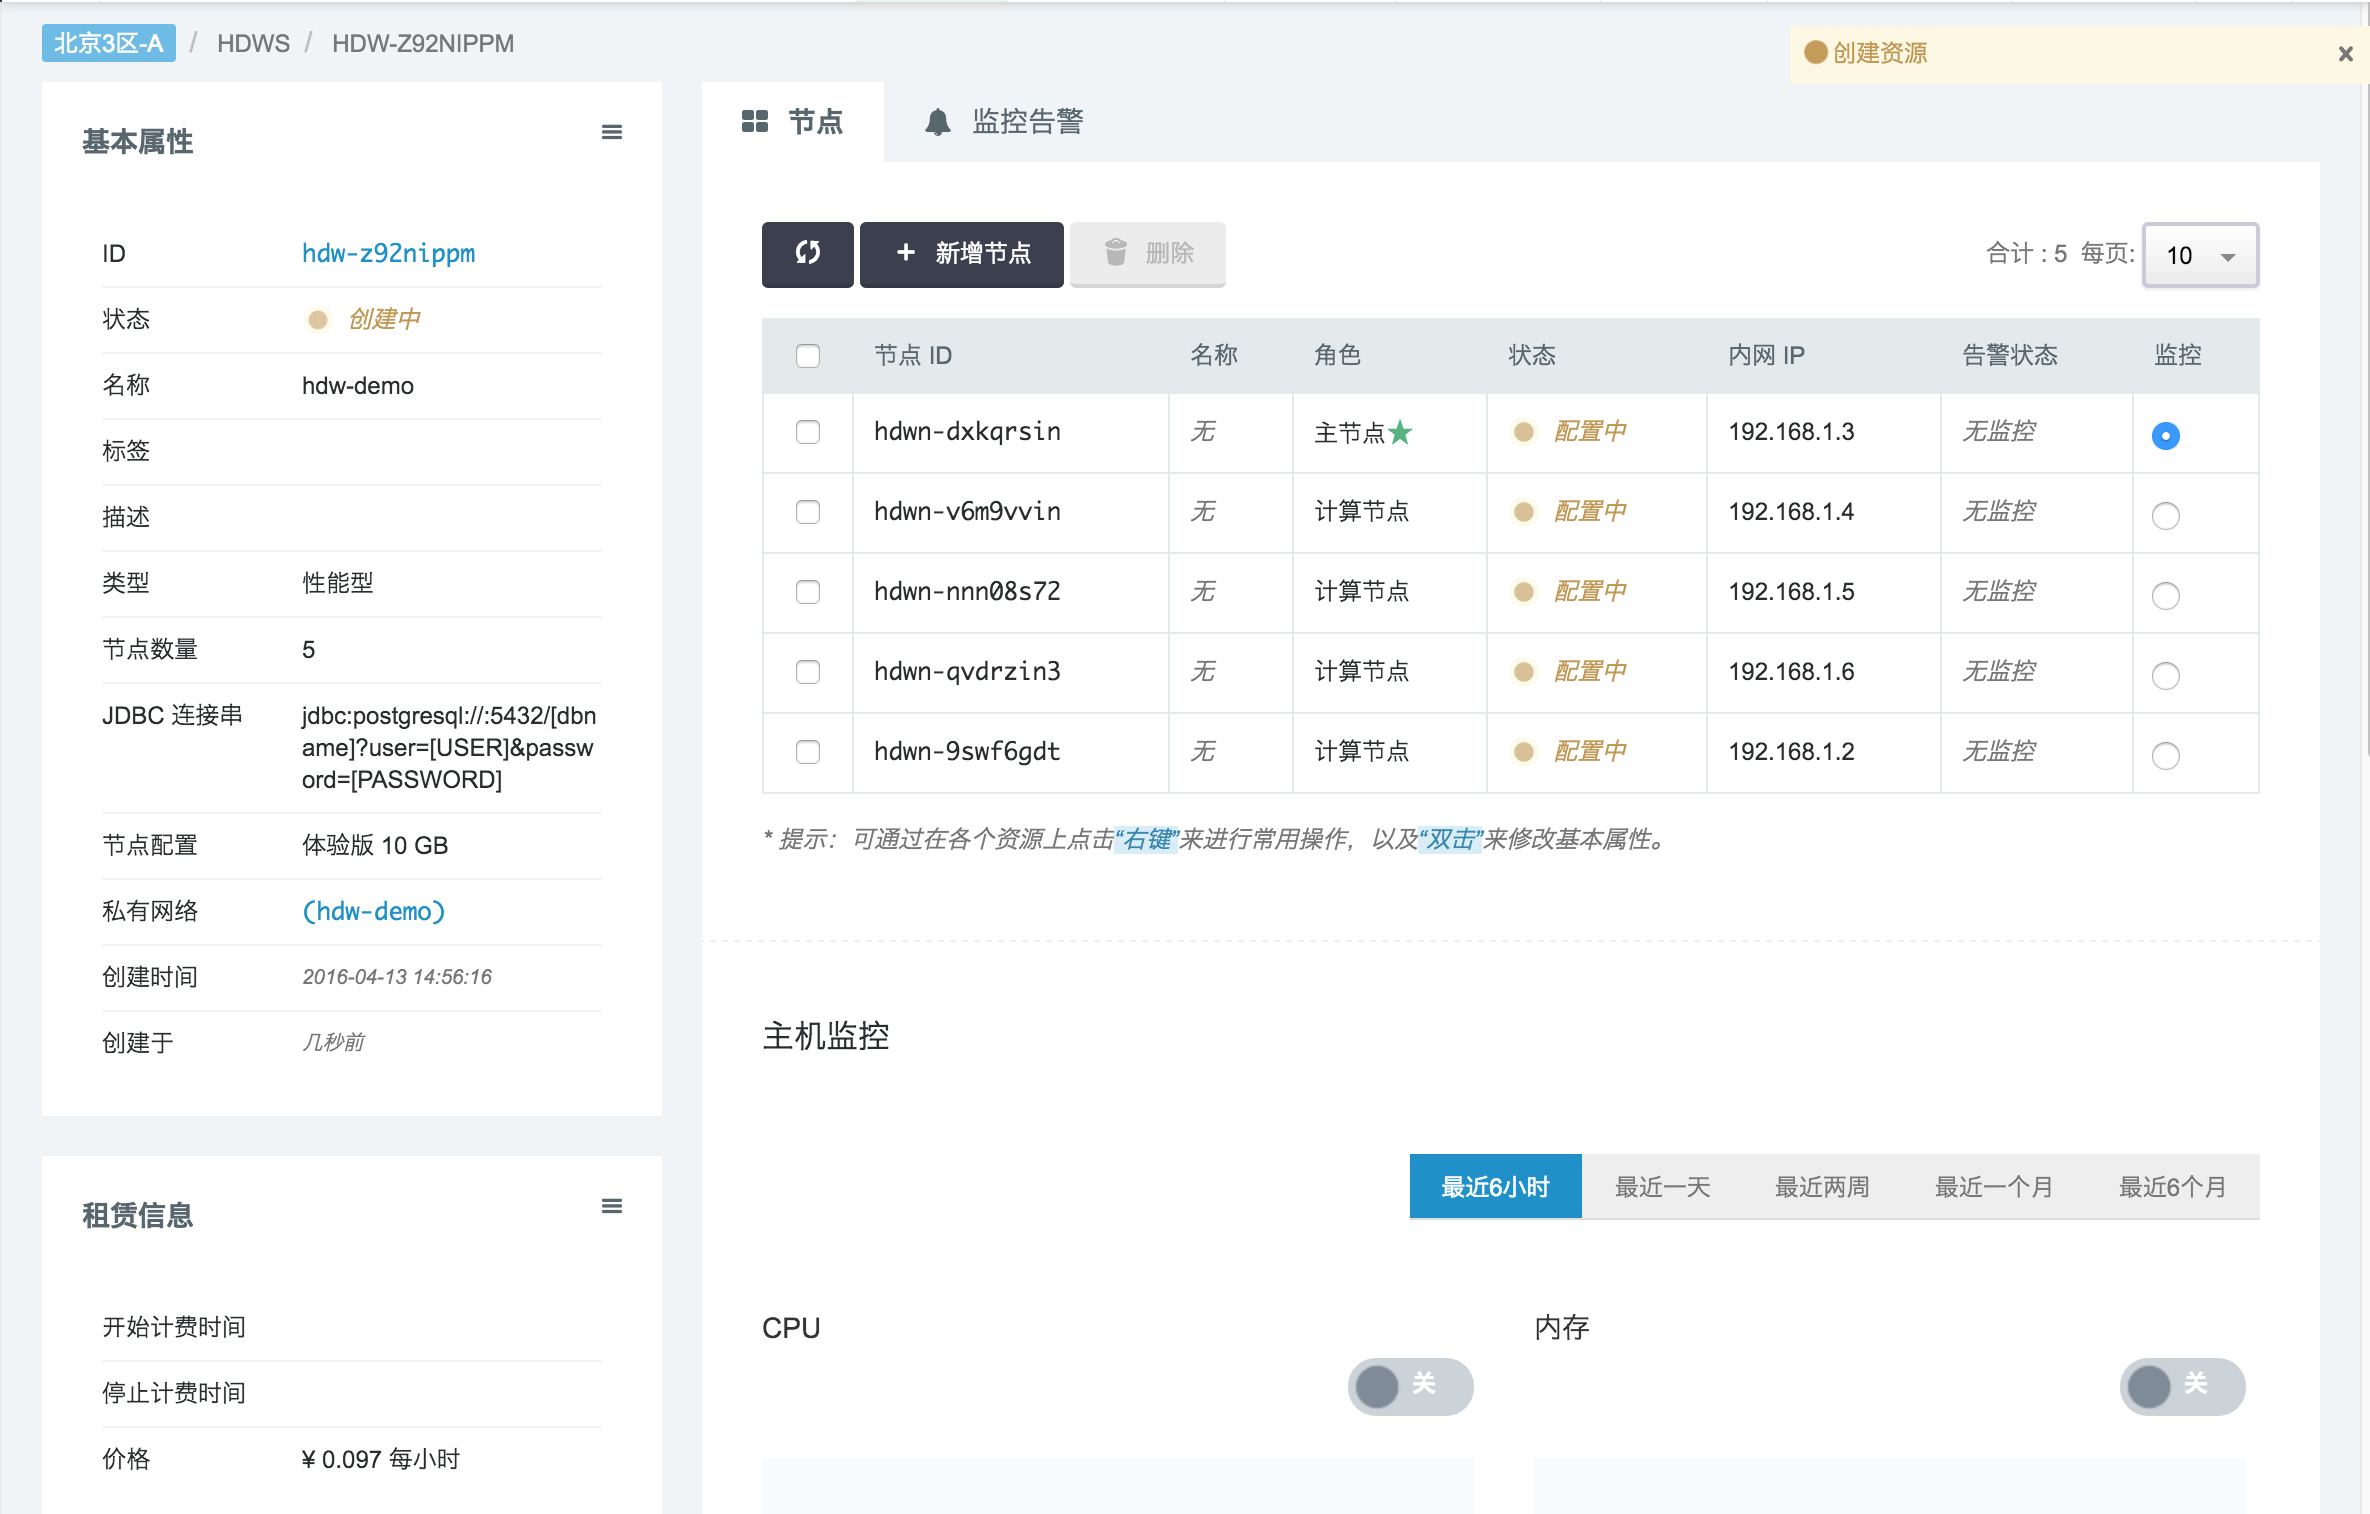 北京3区-A / HDWS / HDW-Z92NIPPM
创建资源 ×
基本属性
ID hdw-z92nippm
状态 创建中
名称 hdw-demo
标签
描述
类型 性能型
节点数量 5
JDBC 连接串 jdbc:postgresql://:5432/[dbn
ame]?user=[USER]&passw
ord=[PASSWORD]
节点配置 体验版 10 GB
私有网络 (hdw-demo)
创建时间 2016-04-13 14:56:16
创建于 几秒前
租赁信息
开始计费时间
停止计费时间
价格 ¥ 0.097 每小时
节点 监控告警
+ 新增节点 删除 合计 : 5 每页: 10
节点 ID 名称 角色 状态 内网 IP 告警状态 监控
hdwn-dxkqrsin 无 主节点★ 配置中 192.168.1.3 无监控
hdwn-v6m9vvin 无 计算节点 配置中 192.168.1.4 无监控
hdwn-nnn08s72 无 计算节点 配置中 192.168.1.5 无监控
hdwn-qvdrzin3 无 计算节点 配置中 192.168.1.6 无监控
hdwn-9swf6gdt 无 计算节点 配置中 192.168.1.2 无监控
* 提示：可通过在各个资源上点击“右键”来进行常用操作，以及“双击”来修改基本属性。
主机监控
最近6小时 最近一天 最近两周 最近一个月 最近6个月
CPU 内存
关 关